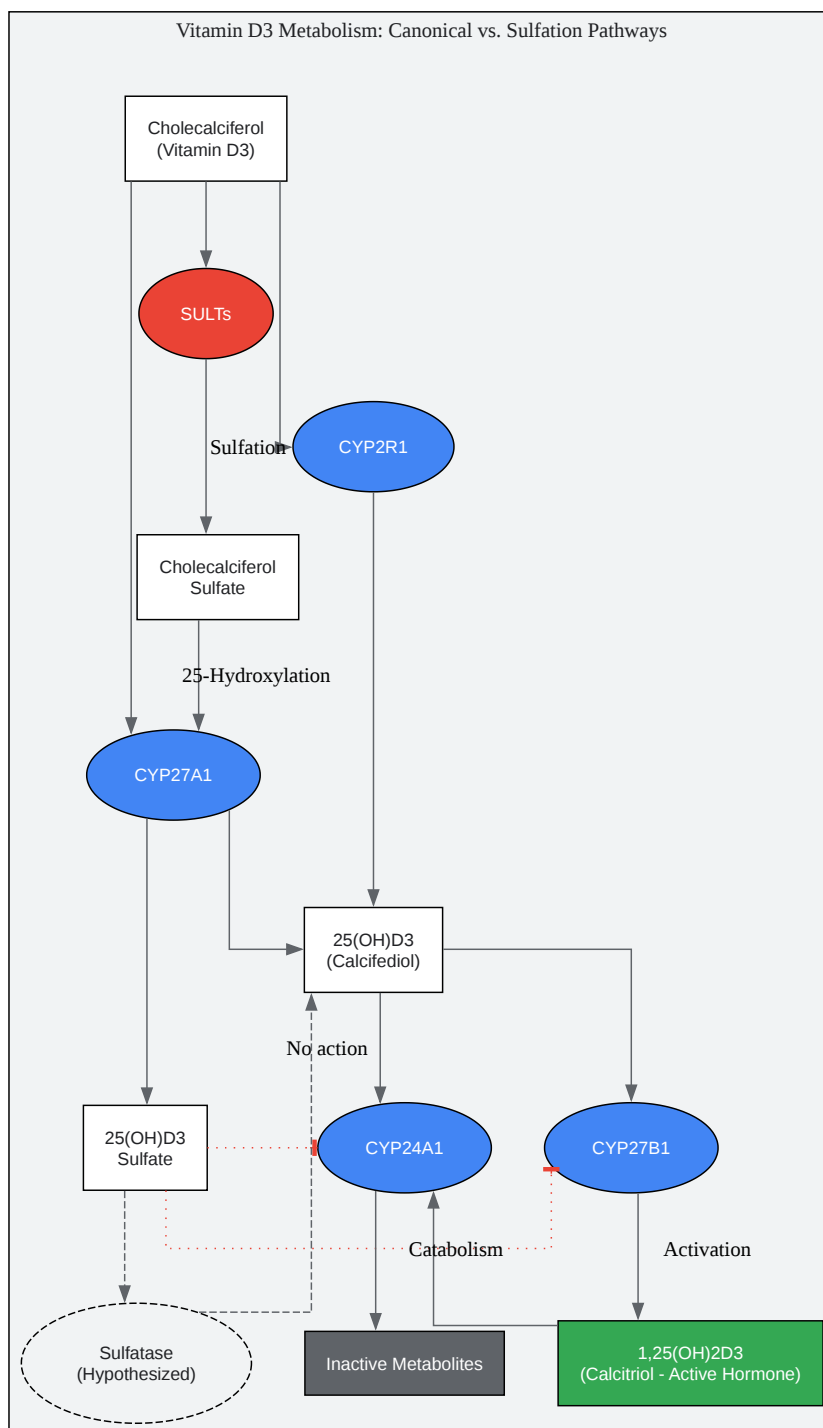 Vitamin D3 Metabolism: Canonical vs. Sulfation Pathways
Cholecalciferol
(Vitamin D3)
SULTs
Sulfation
CYP2R1
Cholecalciferol
Sulfate
25-Hydroxylation
CYP27A1
25(OH)D3
(Calcifediol)
No action
25(OH)D3
Sulfate
CYP24A1
CYP27B1
Catabolism
Activation
Sulfatase
(Hypothesized)
Inactive Metabolites
1,25(OH)2D3
(Calcitriol - Active Hormone)